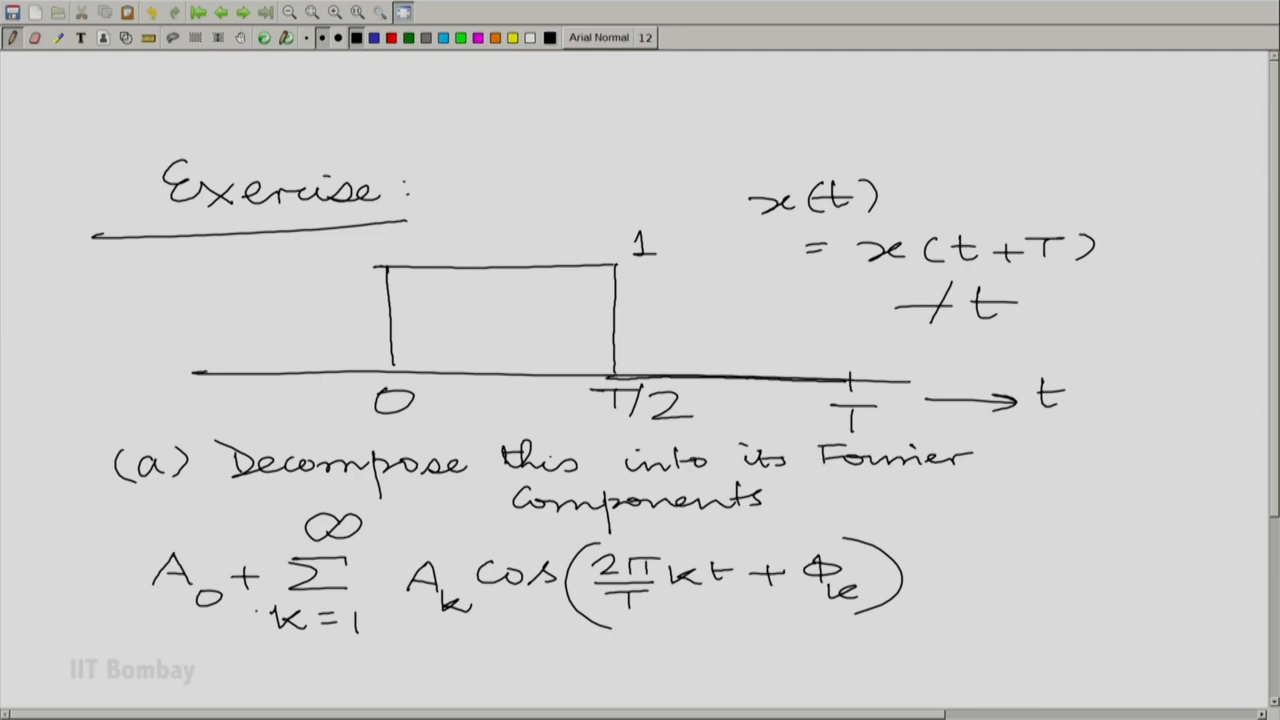 Arial Normal 12
Exercise:
1
x(t)
= x(t+T)
∀ t
0 T/2 T → t
(a) Decompose this into its Fourier
Components
A₀ + ∞ Σ k=1 Aₖ cos(2π/T kt + Φₖ)
IIT Bombay